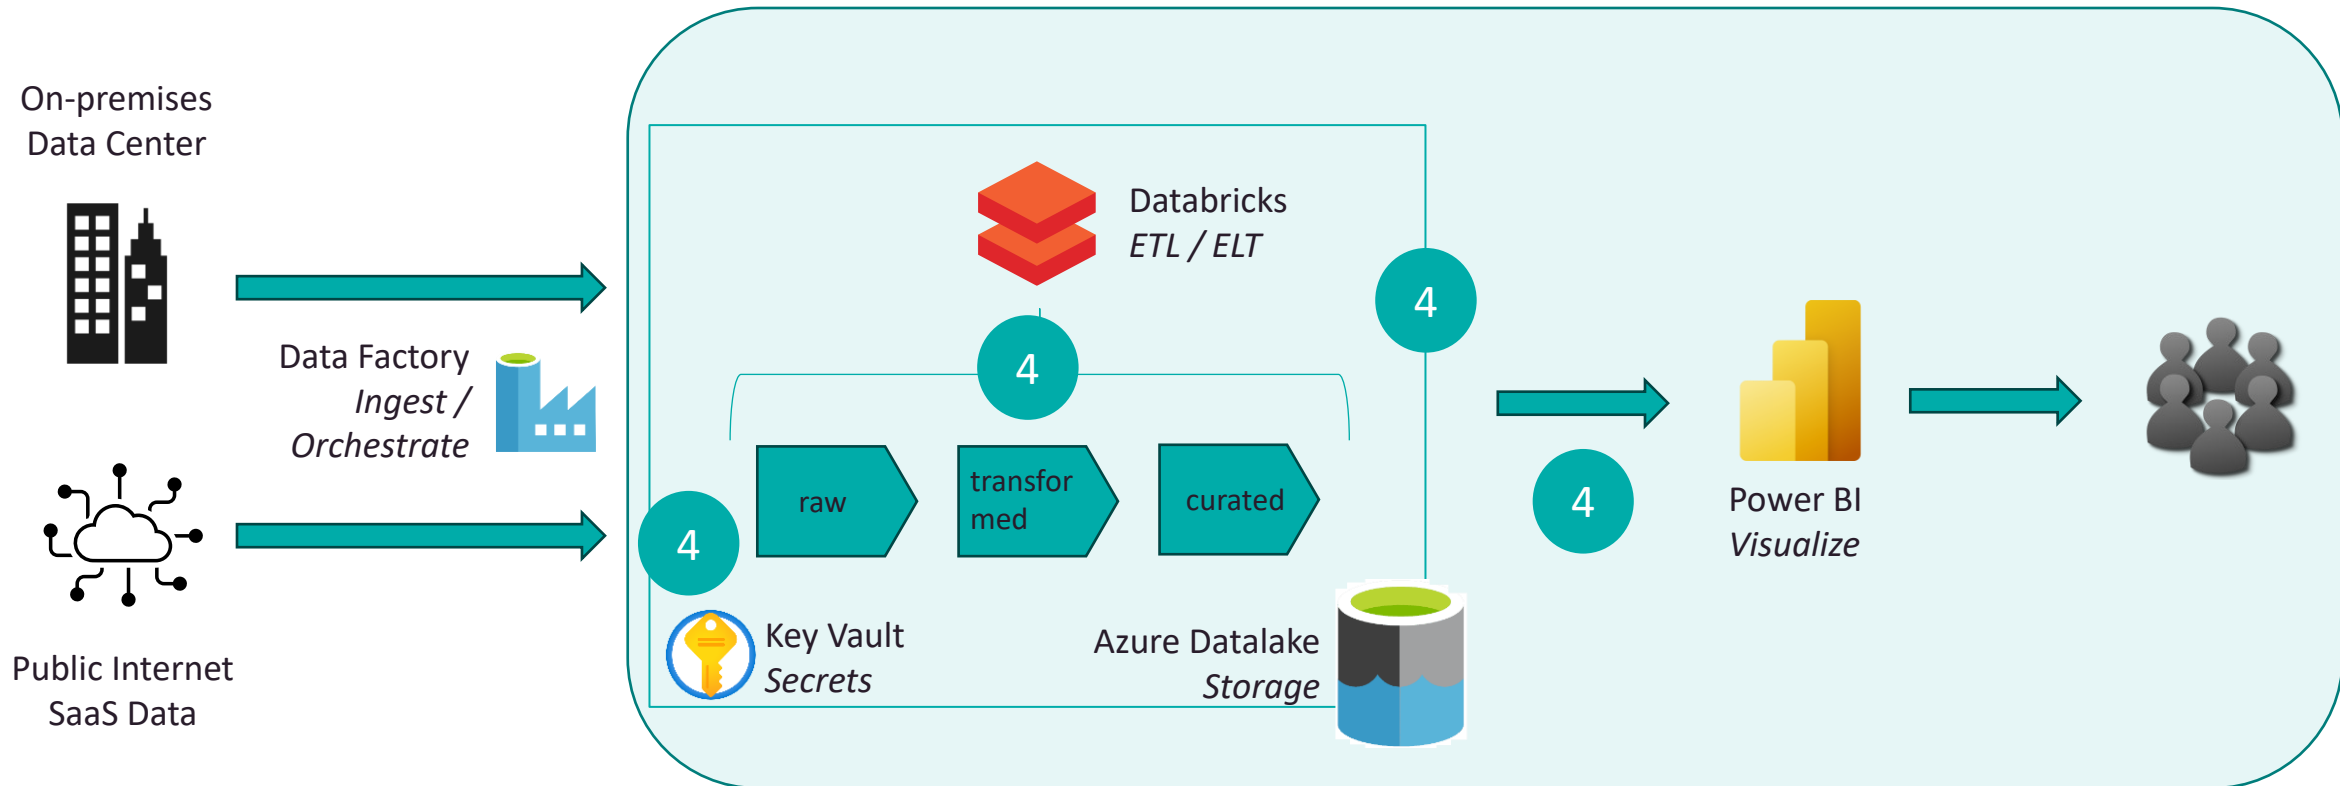 On-premises
Data Center
Data Factory
Ingest /
Orchestrate
Public Internet
SaaS Data
Databricks
ETL / ELT
4
4
raw
transfor
med
curated
4
Key Vault
Secrets
Azure Datalake
Storage
4
Power BI
Visualize